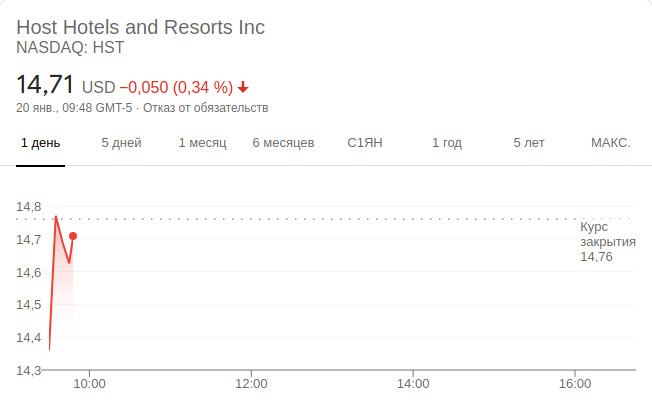 Host Hotels and Resorts Inc
NASDAQ: HST
14,71 USD −0,050 (0,34 %)
20 янв., 09:48 GMT-5 · Отказ от обязательств
1 день 5 дней 1 месяц 6 месяцев С1ЯН 1 год 5 лет МАКС.
14,8
Курс
14,7
закрытия
14,76
14,6
14,5
14,4
14,3
10:00 12:00 14:00 16:00